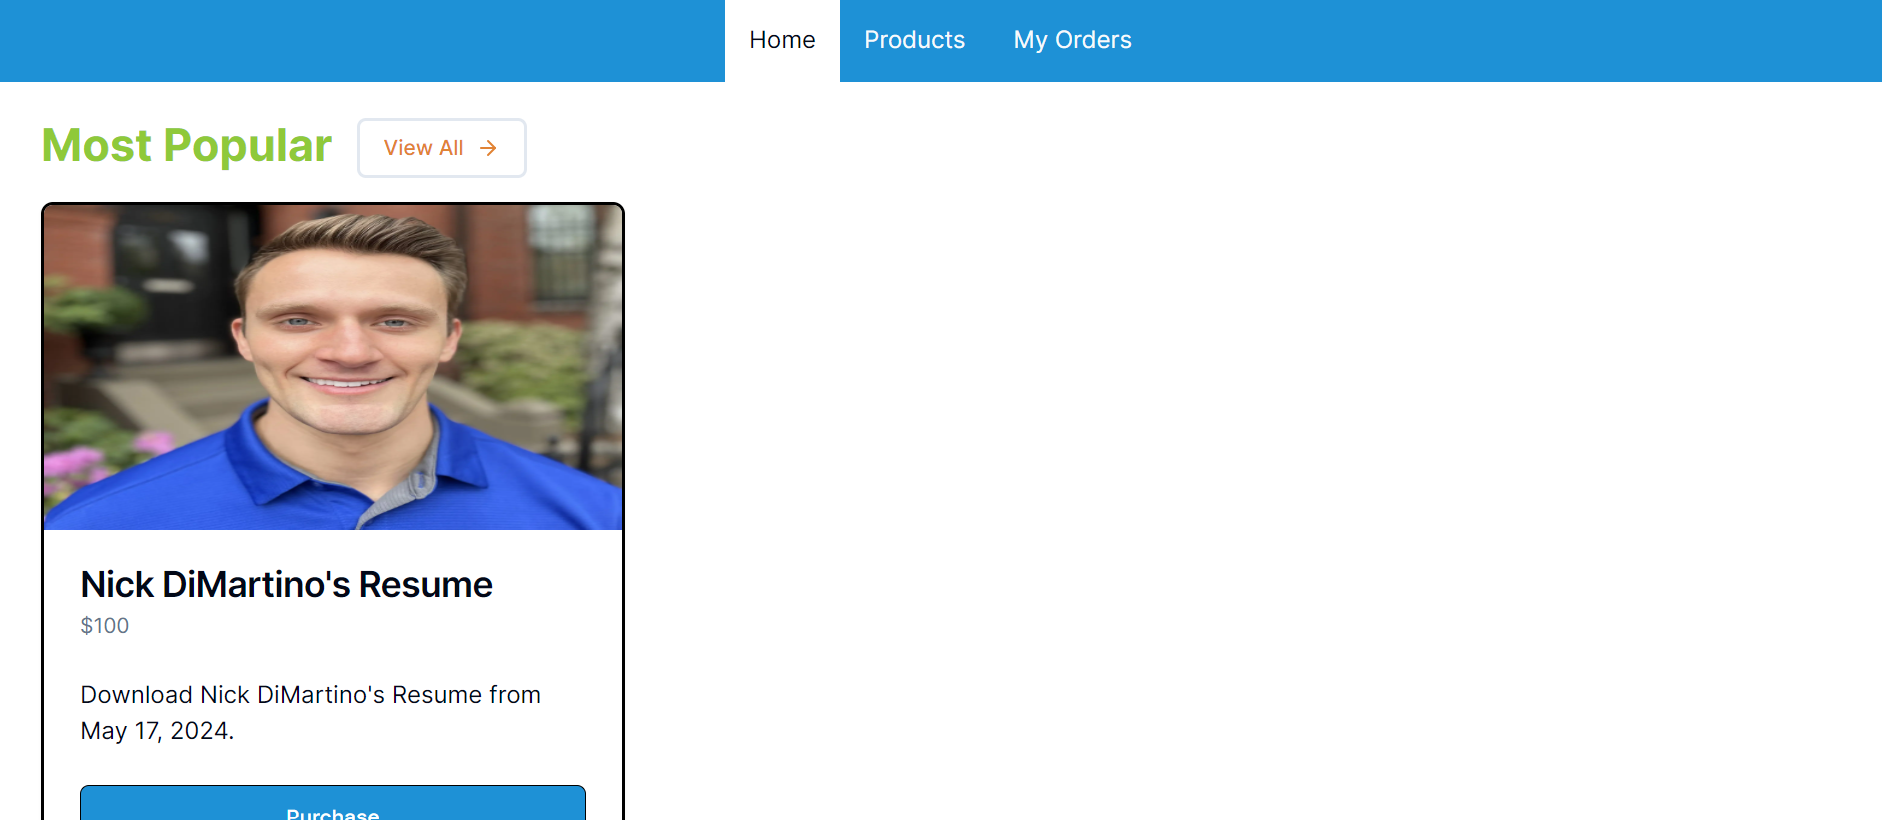 Home Products My Orders
Most Popular View All
Nick DiMartino's Resume
$100
Download Nick DiMartino's Resume from
May 17, 2024.
Purchase